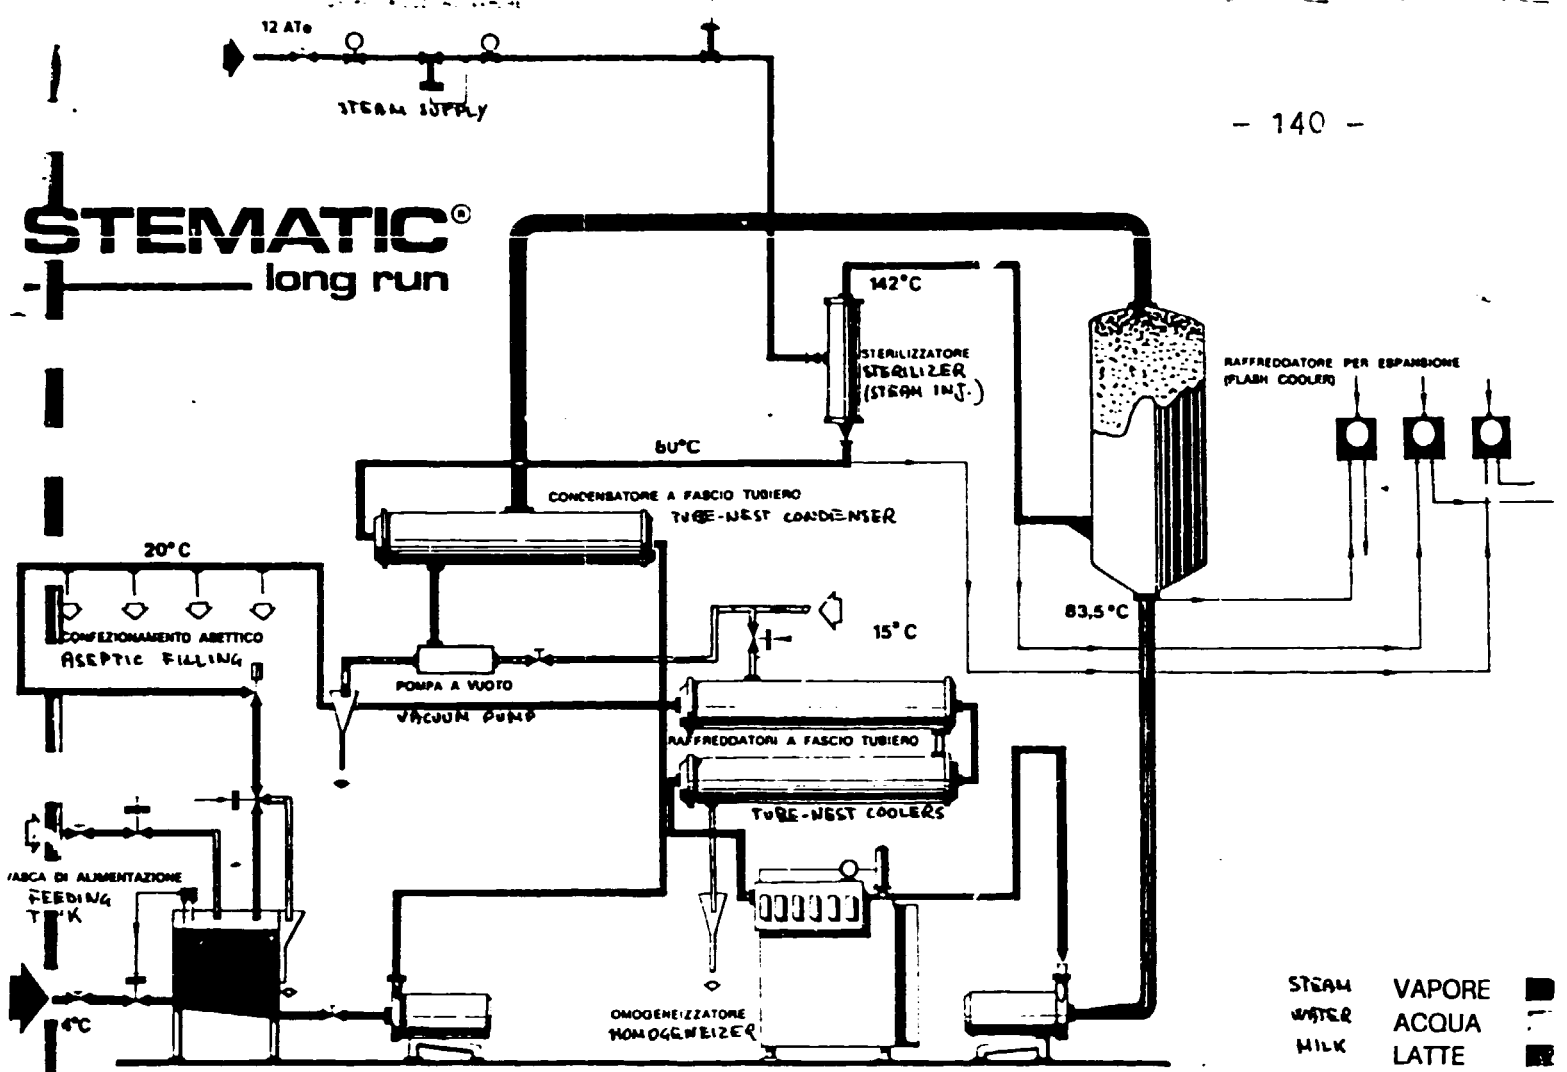 12 ATe
STEAM SUPPLY
- 140 -
STEMATIC®
long run
142°C
STERILIZZATORE
STERILIZER
(STEAM INJ.)
RAFFREDDATORE PER ESPANSIONE
(FLASH COOLER)
60°C
CONDENSATORE A FASCIO TUBIERO
TUBE-NEST CONDENSER
20°C
CONFEZIONAMENTO ASETTICO
ASEPTIC FILLING
83,5°C
15°C
POMPA A VUOTO
VACUUM PUMP
RAFFREDDATORI A FASCIO TUBIERO
TUBE-NEST COOLERS
VASCA DI ALIMENTAZIONE
FEEDING
4°C
OMOGENEIZZATORE
HOMOGENEIZER
STEAM VAPORE
WATER ACQUA
MILK LATTE